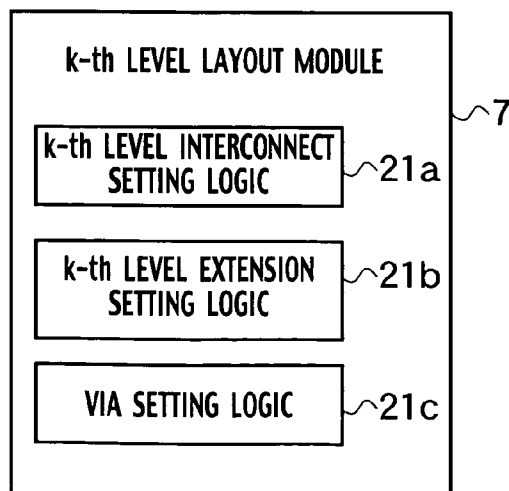 k-th LEVEL LAYOUT MODULE
7
k-th LEVEL INTERCONNECT
SETTING LOGIC
21a
k-th LEVEL EXTENSION
SETTING LOGIC
21b
VIA SETTING LOGIC
21c